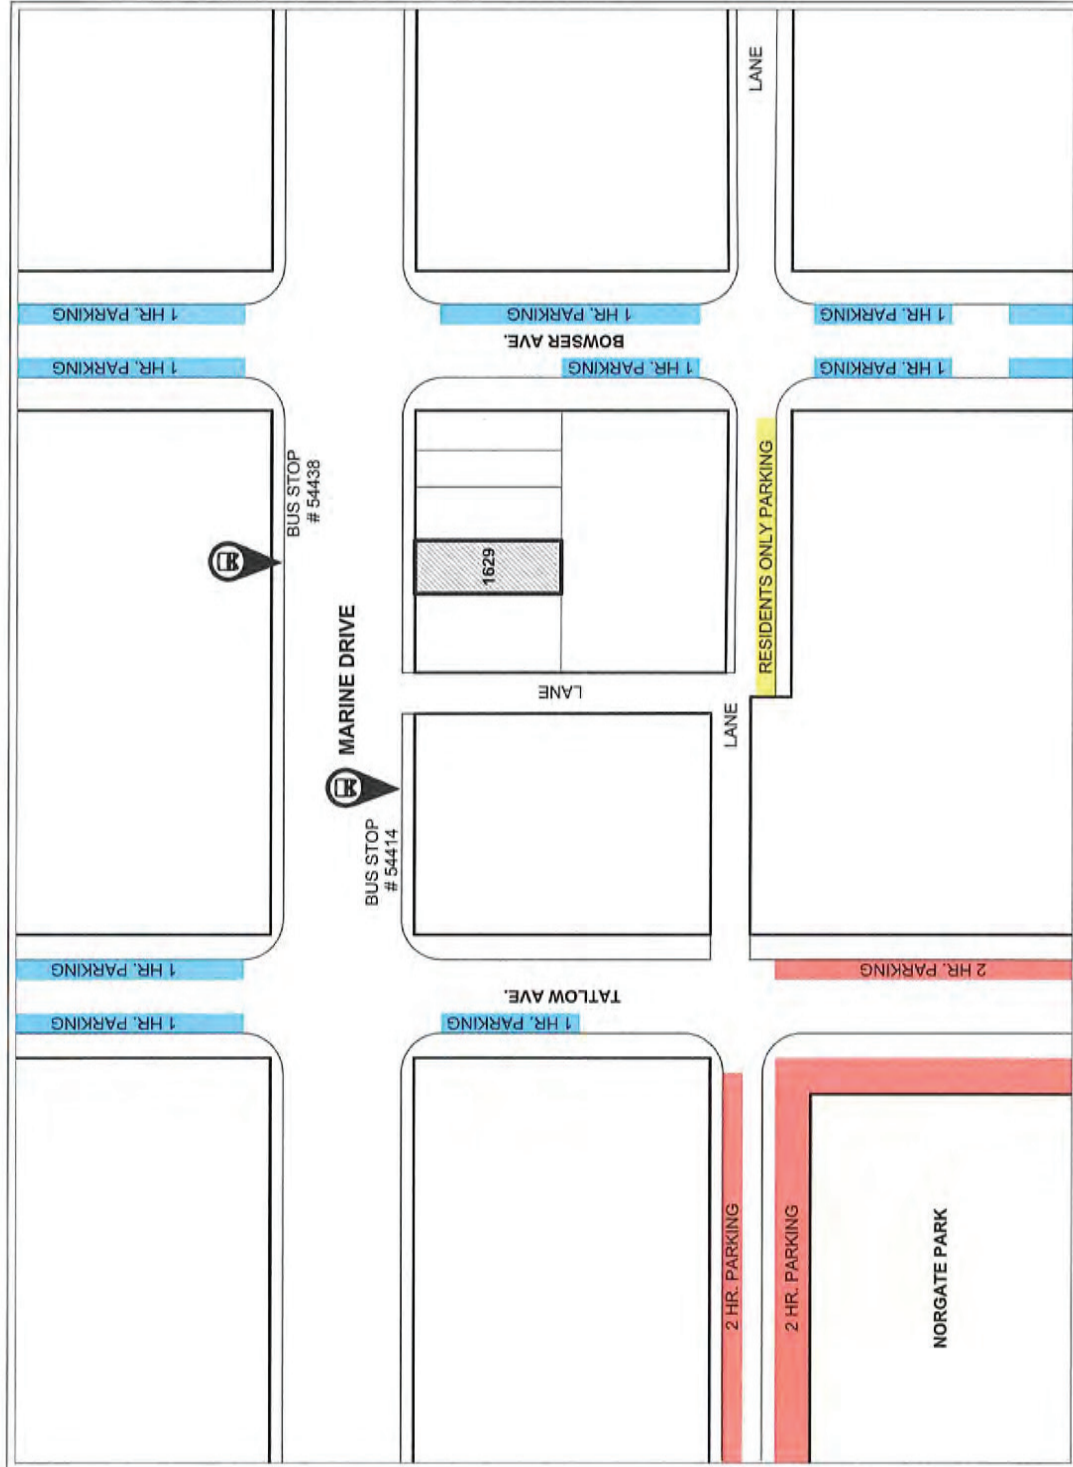 LANE
1 HR. PARKING
1 HR. PARKING
1 HR. PARKING
BOWSER AVE.
1 HR. PARKING
1 HR. PARKING
1 HR. PARKING
1 HR. PARKING
BUS STOP
# 54438
1629
RESIDENTS ONLY PARKING
MARINE DRIVE
LANE
LANE
BUS STOP
# 54414
1 HR. PARKING
2 HR. PARKING
TATLOW AVE.
1 HR. PARKING
1 HR. PARKING
2 HR. PARKING
2 HR. PARKING
NORGATE PARK